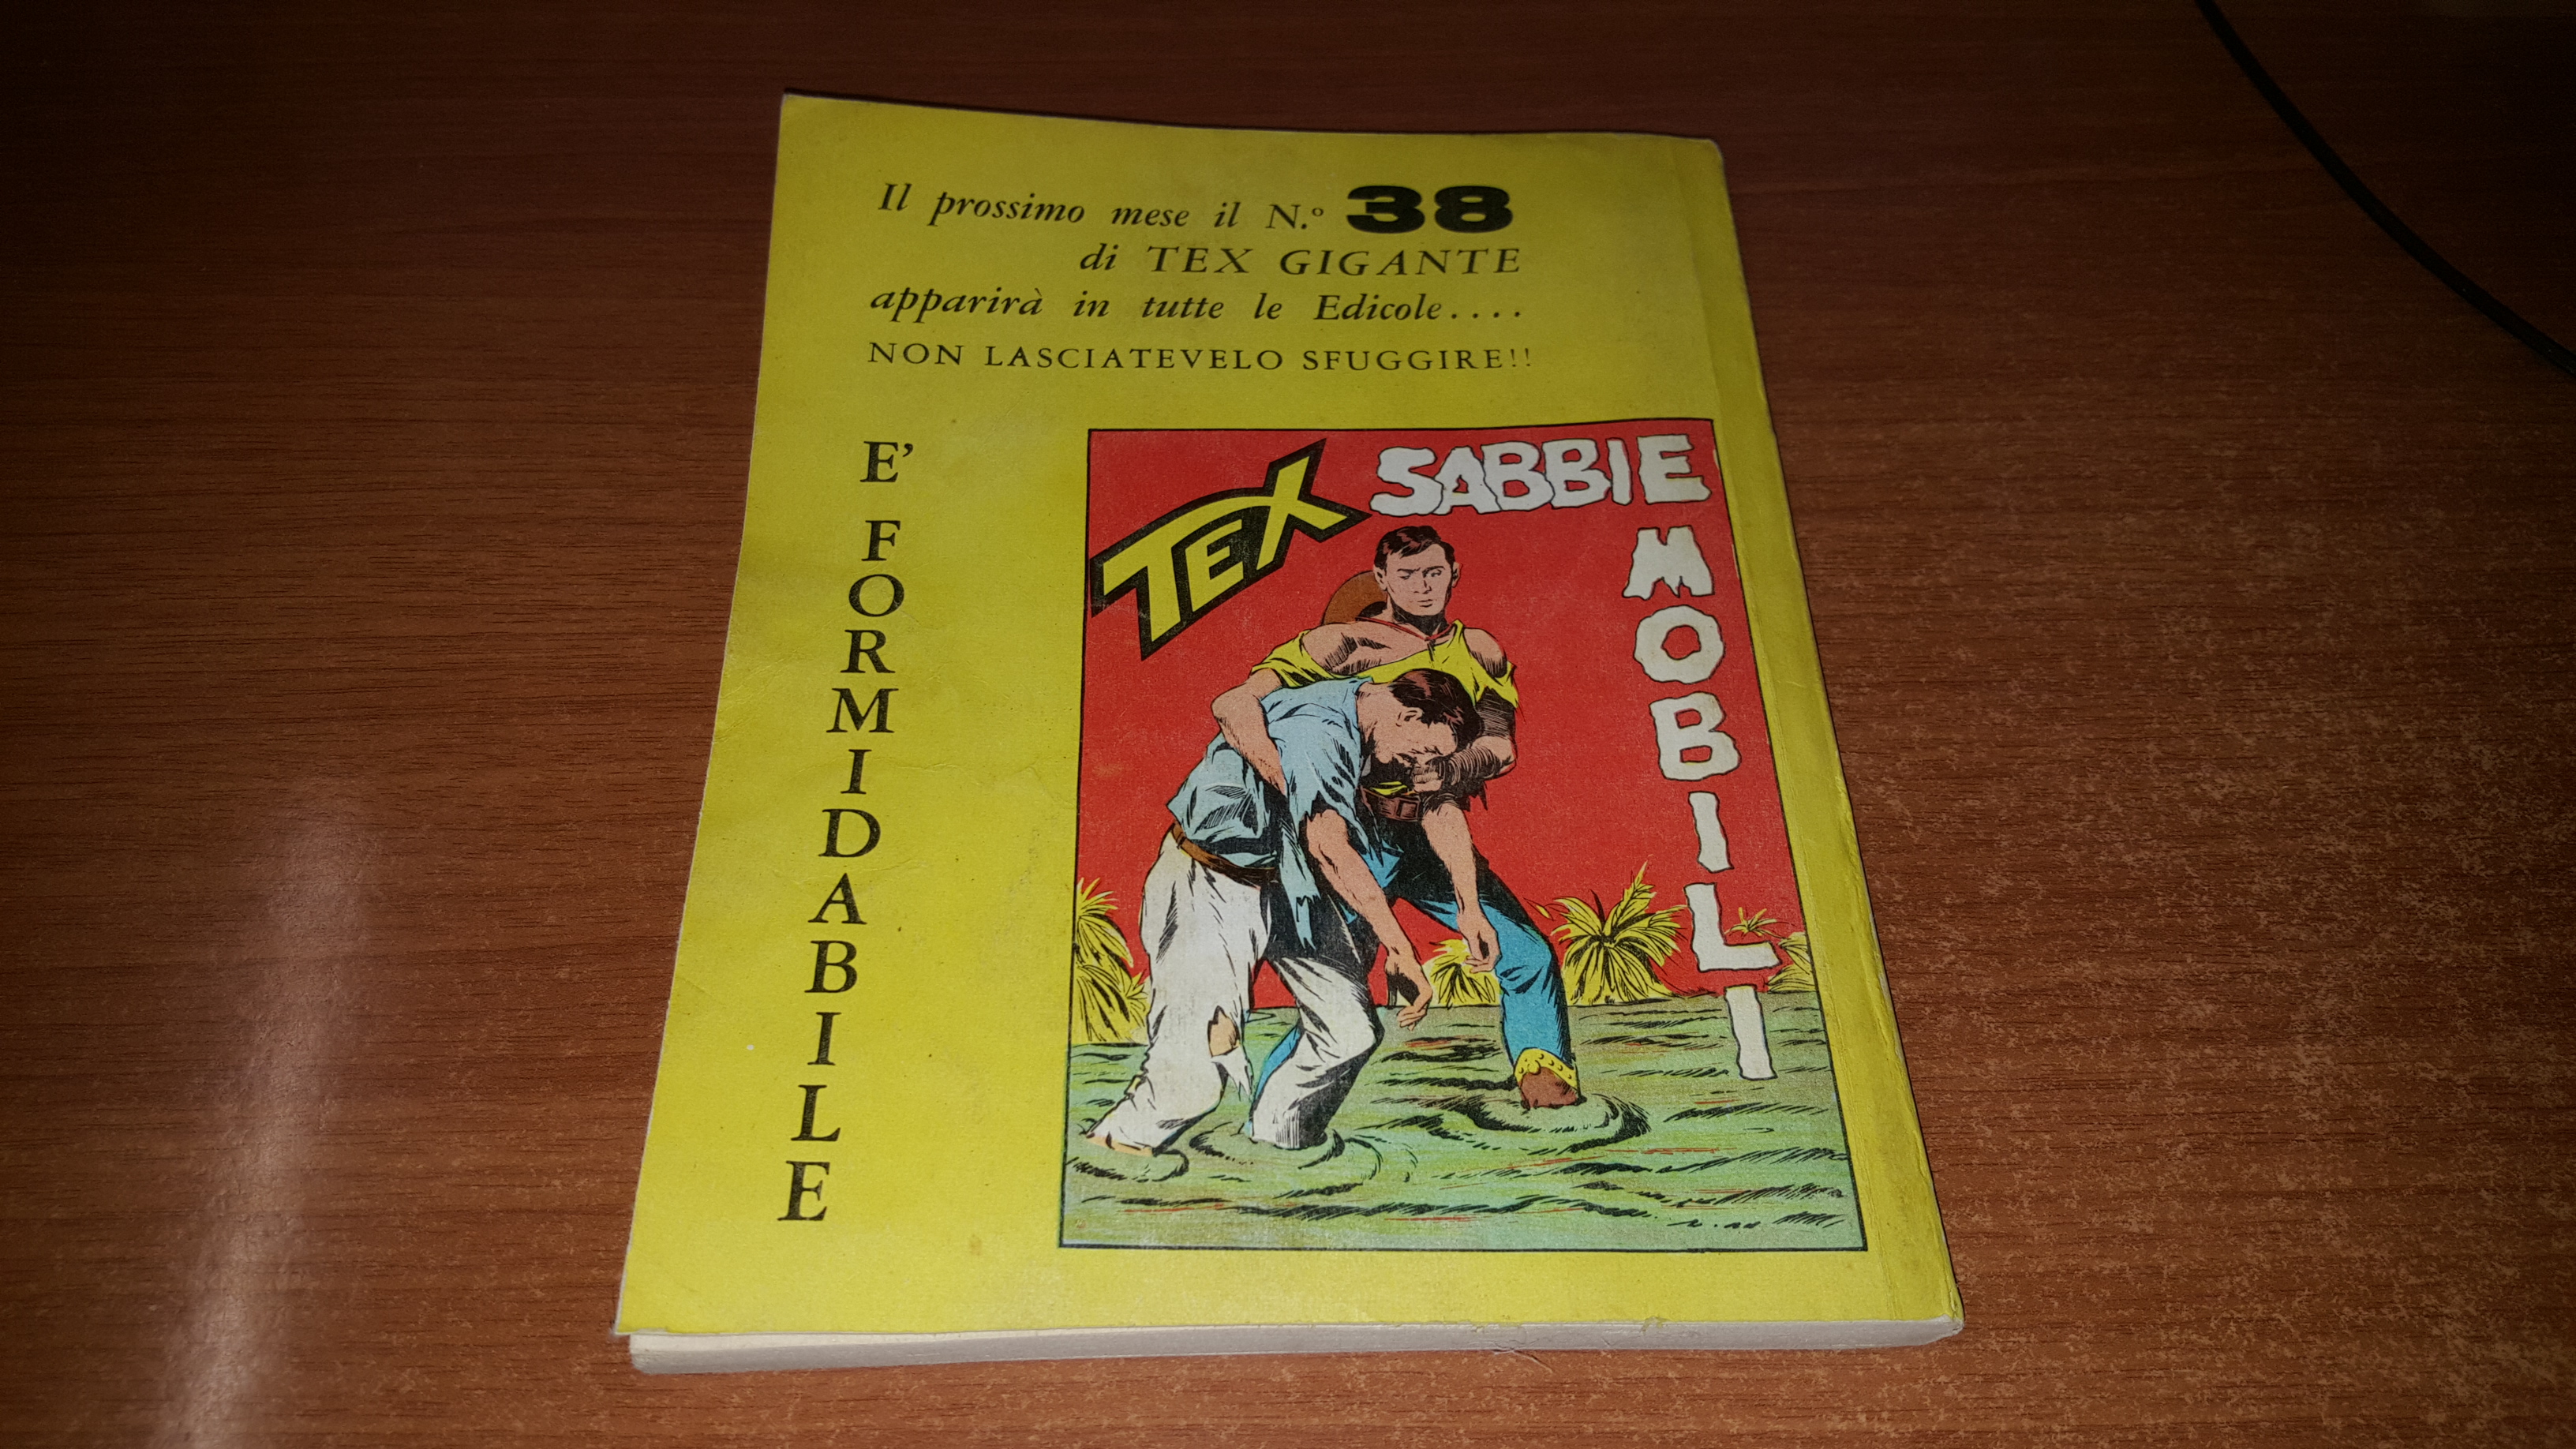 Il prossimo mese il N.° 38
di TEX GIGANTE
apparirà in tutte le Edicole....
NON LASCIATEVELO SFUGGIRE!!
E' FORMIDABILE
TEX
SABBIE
MOBILI